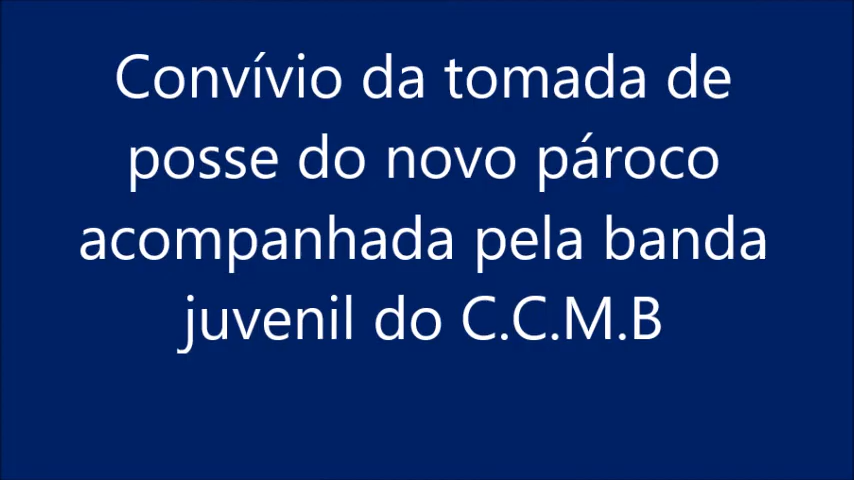 Convívio da tomada de
posse do novo pároco
acompanhada pela banda
juvenil do C.C.M.B